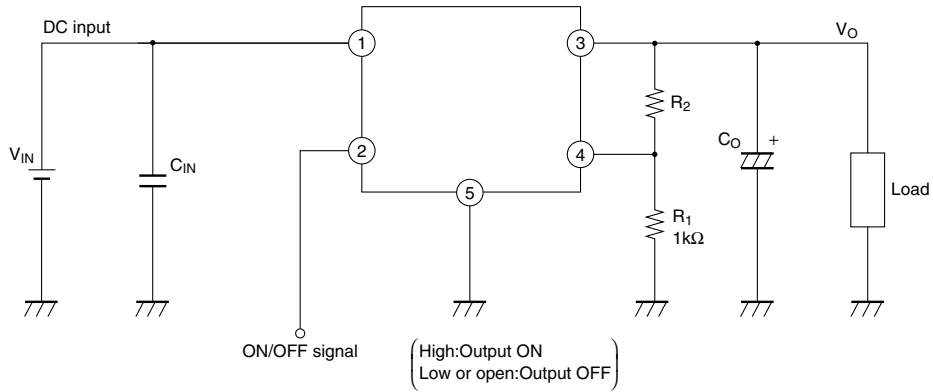 DC input
1
3
V_O
R_2
2
V_IN
C_IN
4
C_O
+
5
R_1
1kΩ
Load
ON/OFF signal
High:Output ON
Low or open:Output OFF